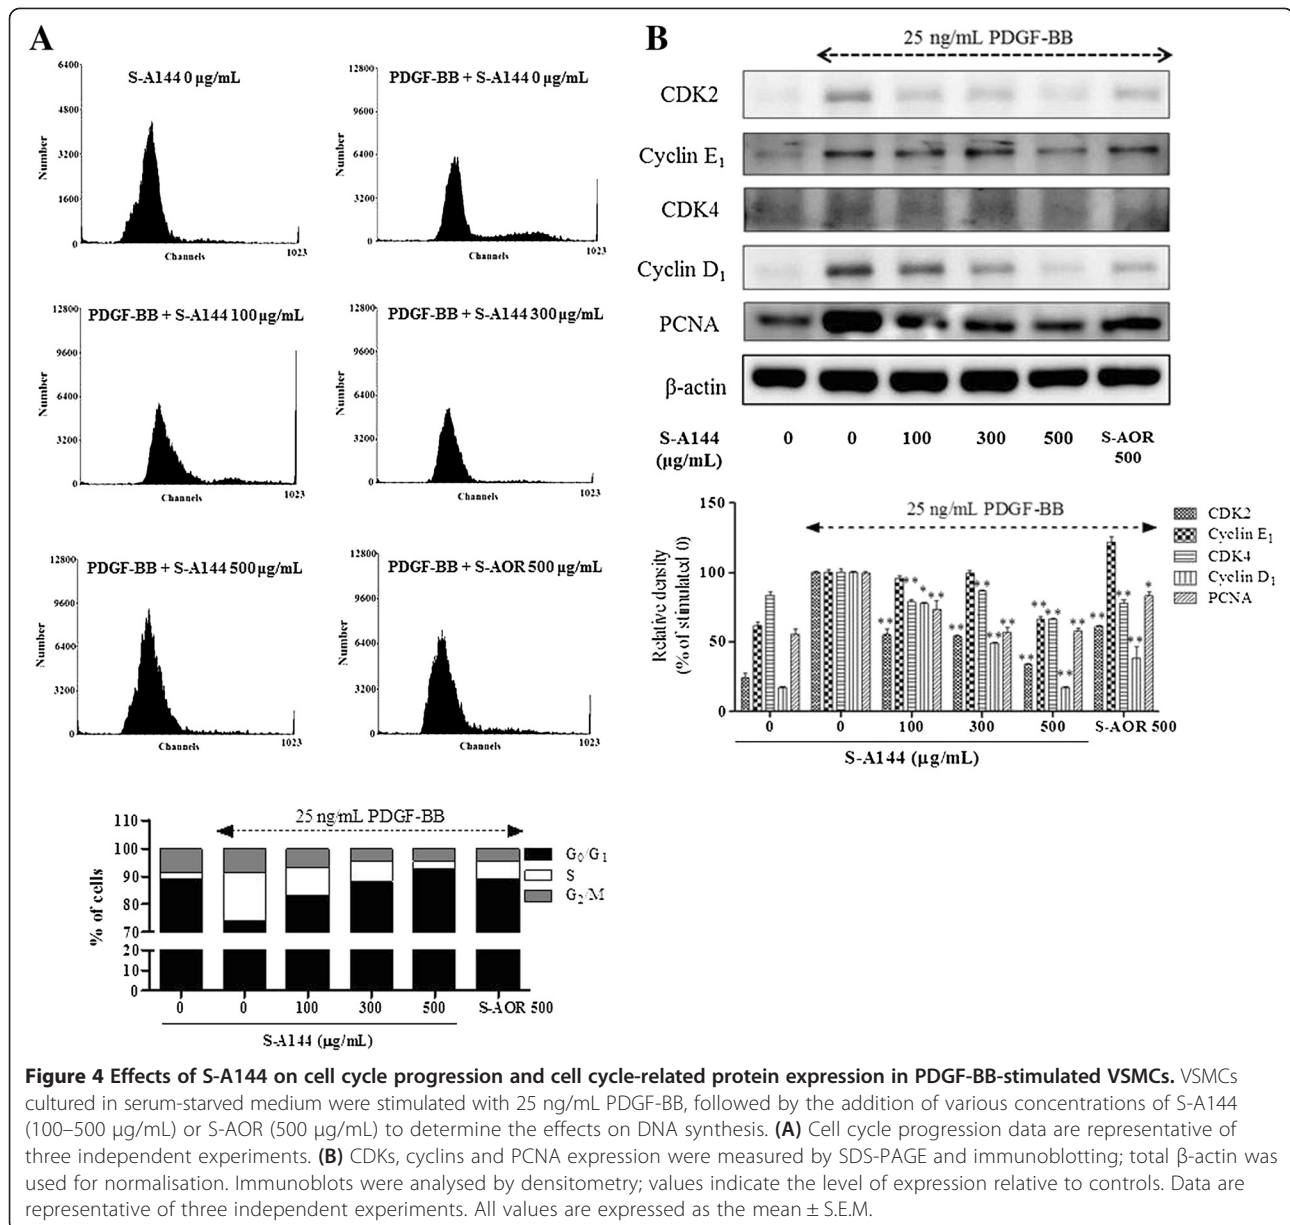 A
S-A144 0 µg/mL
6400
4800
3200
1600
0
Number
Channels
1023
PDGF-BB + S-A144 0 µg/mL
12800
9600
6400
3200
0
Number
Channels
1023
PDGF-BB + S-A144 100 µg/mL
12800
9600
6400
3200
0
Number
Channels
1023
PDGF-BB + S-A144 300 µg/mL
12800
9600
6400
3200
0
Number
Channels
1023
PDGF-BB + S-A144 500 µg/mL
12800
9600
6400
3200
0
Number
Channels
1023
PDGF-BB + S-AOR 500 µg/mL
12800
9600
6400
3200
0
Number
Channels
1023
25 ng/mL PDGF-BB
110
100
90
80
70
20
10
0
% of cells
G0/G1
S
G2/M
0 0 100 300 500 S-AOR 500
S-A144 (µg/mL)
B
25 ng/mL PDGF-BB
CDK2
Cyclin E1
CDK4
Cyclin D1
PCNA
β-actin
S-A144 0 0 100 300 500 S-AOR
(µg/mL) 500
25 ng/mL PDGF-BB
150
100
50
0
Relative density
(% of stimulated 0)
CDK2
Cyclin E1
CDK4
Cyclin D1
PCNA
** ** * **
** ** ** **
** ** ** ** **
** ** ** *
0 0 100 300 500 S-AOR 500
S-A144 (µg/mL)
Figure 4 Effects of S-A144 on cell cycle progression and cell cycle-related protein expression in PDGF-BB-stimulated VSMCs. VSMCs
cultured in serum-starved medium were stimulated with 25 ng/mL PDGF-BB, followed by the addition of various concentrations of S-A144
(100–500 µg/mL) or S-AOR (500 µg/mL) to determine the effects on DNA synthesis. (A) Cell cycle progression data are representative of
three independent experiments. (B) CDKs, cyclins and PCNA expression were measured by SDS-PAGE and immunoblotting; total β-actin was
used for normalisation. Immunoblots were analysed by densitometry; values indicate the level of expression relative to controls. Data are
representative of three independent experiments. All values are expressed as the mean ± S.E.M.